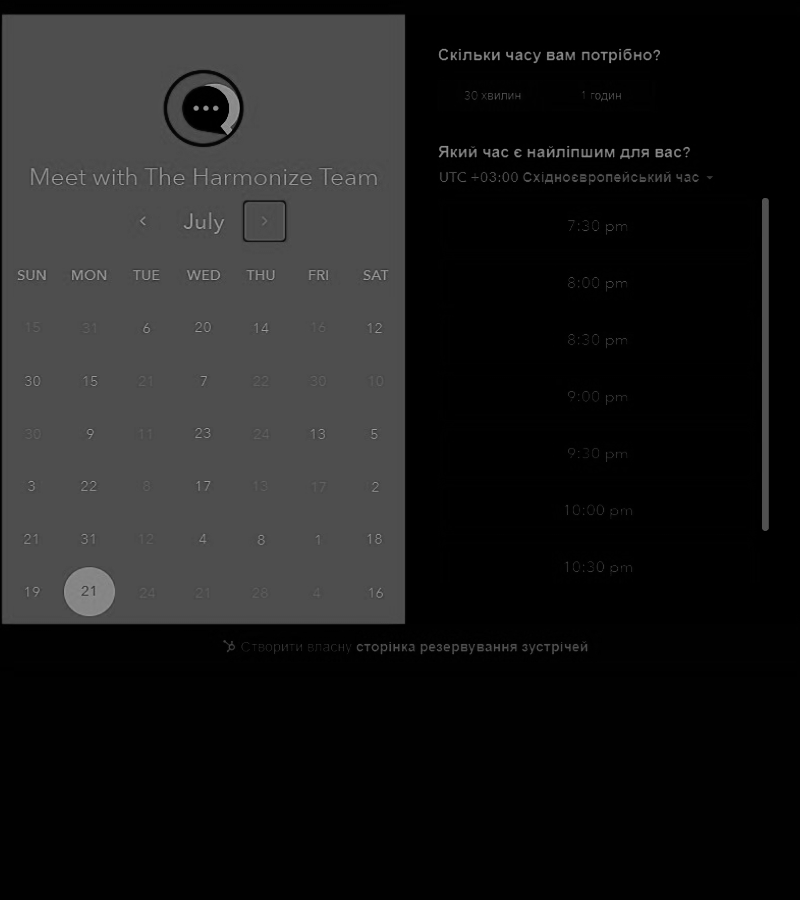 Meet with The Harmonize Team
July
SUN MON TUE WED THU FRI SAT
15 31 6 20 14 16 12
30 15 21 7 22 30 10
30 9 11 23 24 13 5
3 22 8 17 13 17 2
21 31 12 4 8 1 18
19 21 24 21 28 4 16
Скільки часу вам потрібно?
30 хвилин 1 годин
Який час є найліпшим для вас?
UTC +03:00 Східноєвропейський час
7:30 pm
8:00 pm
8:30 pm
9:00 pm
9:30 pm
10:00 pm
10:30 pm
Створити власну сторінка резервування зустрічей